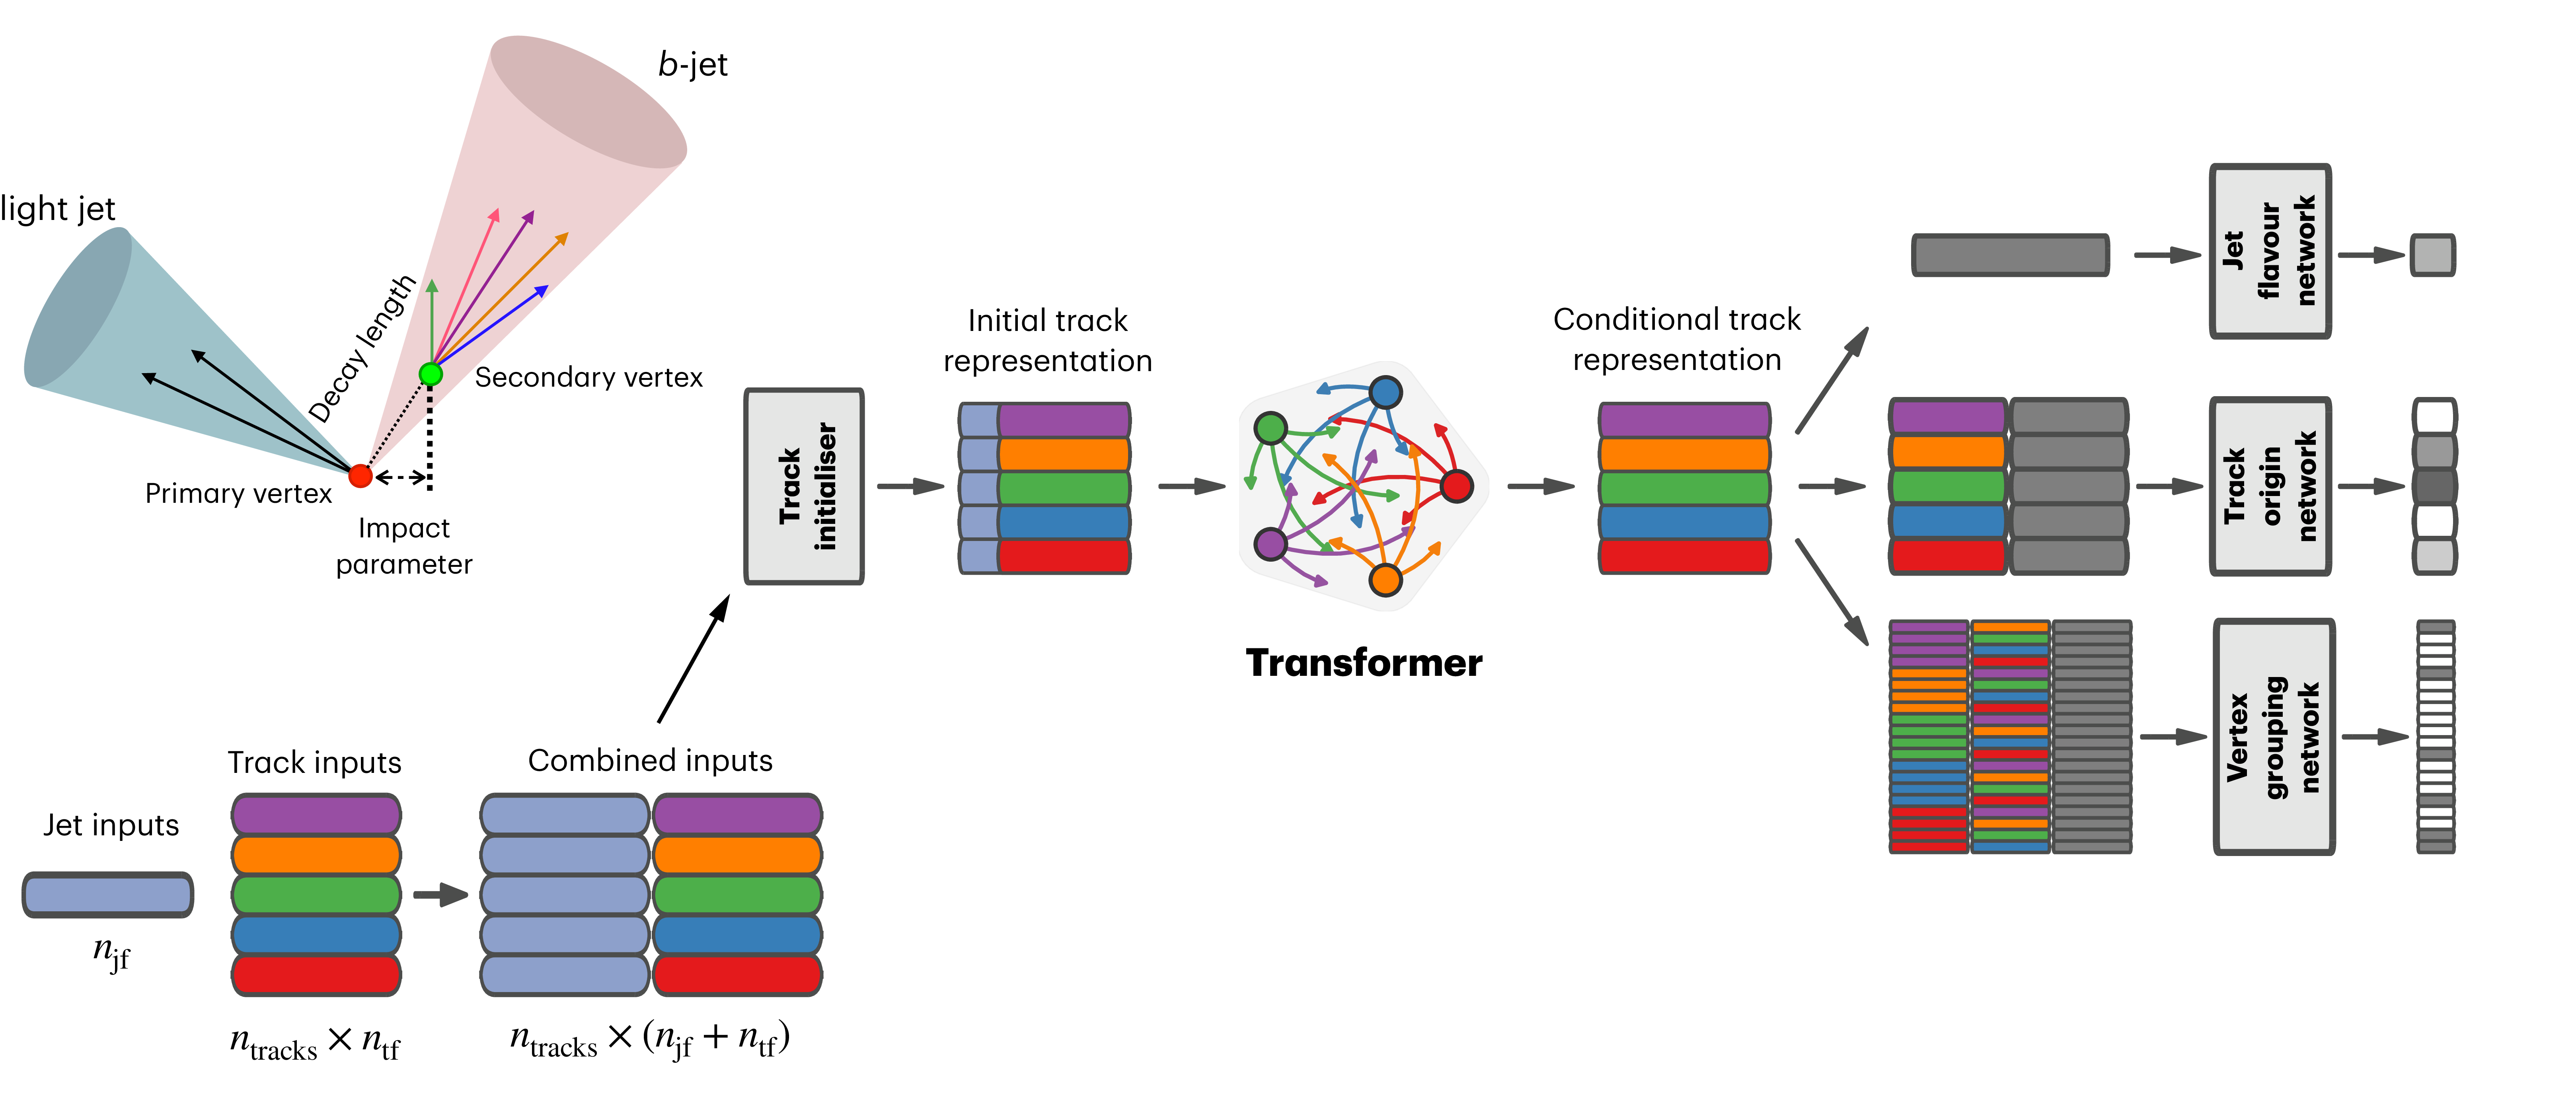 b-jet
light jet
Decay length
Secondary vertex
Primary vertex
Impact
parameter
Jet inputs
n_jf
Track inputs
n_tracks × n_tf
Combined inputs
n_tracks × (n_jf + n_tf)
Track
initialiser
Initial track
representation
Transformer
Conditional track
representation
Jet
flavour
network
Track
origin
network
Vertex
grouping
network